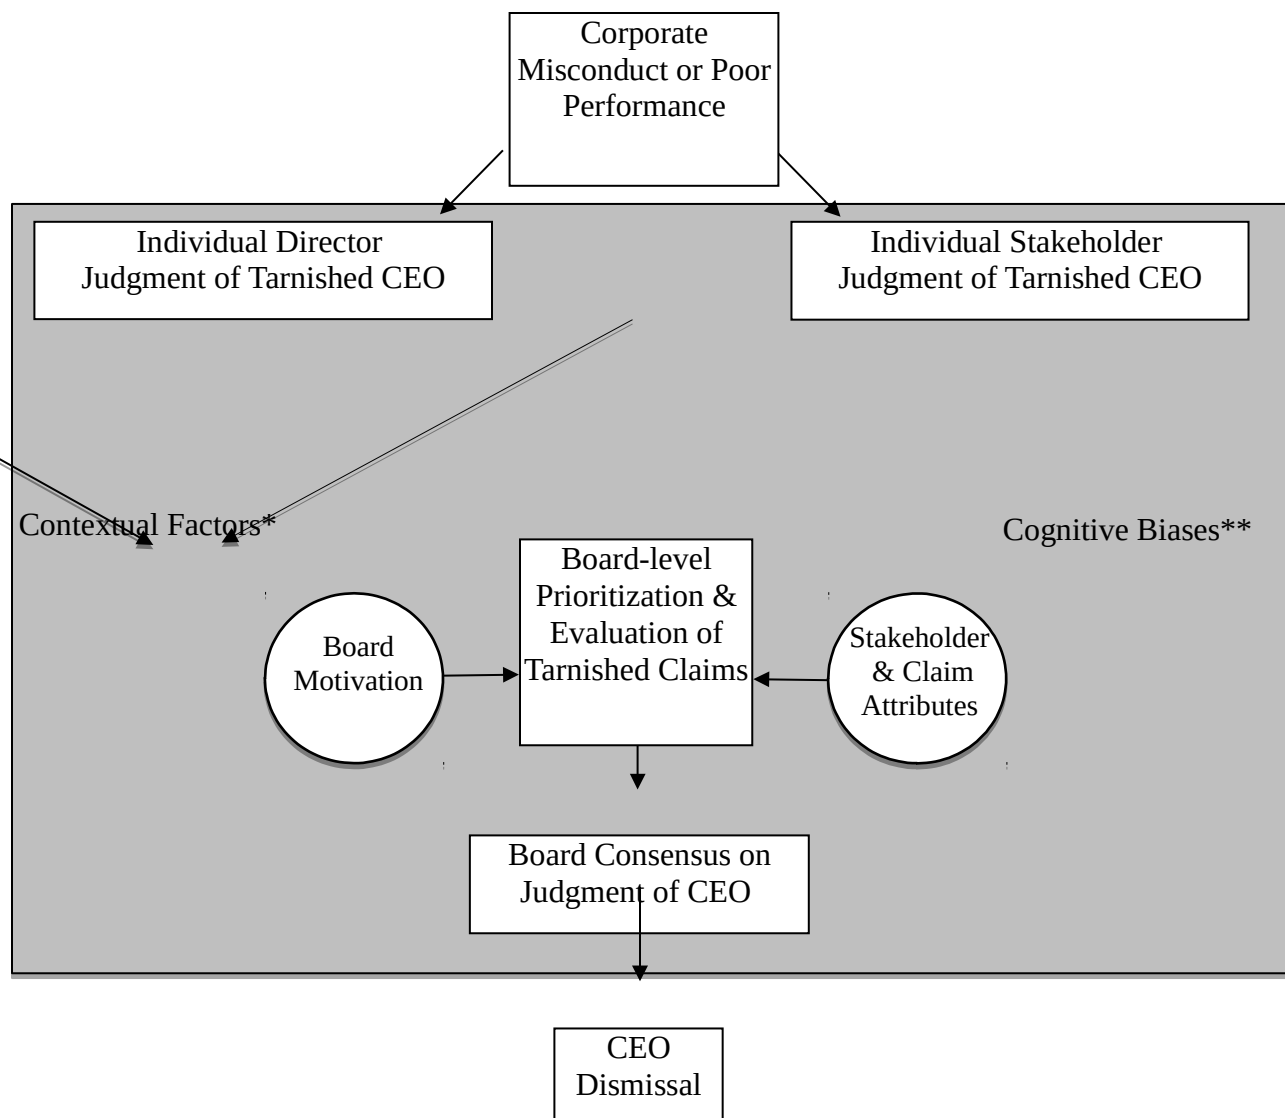 Corporate
Misconduct or Poor
Performance
Individual Director
Judgment of Tarnished CEO
Individual Stakeholder
Judgment of Tarnished CEO
Contextual Factors*
Cognitive Biases**
Board-level
Prioritization &
Evaluation of
Tarnished Claims
Board
Motivation
Stakeholder
& Claim
Attributes
Board Consensus on
Judgment of CEO
CEO
Dismissal